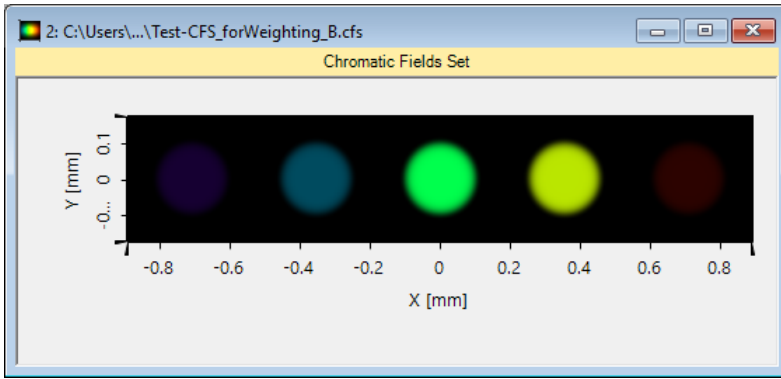 2: C:\Users\...\Test-CFS_forWeighting_B.cfs
Chromatic Fields Set
Y [mm]
0.1
0
-0...
-0.8 -0.6 -0.4 -0.2 0 0.2 0.4 0.6 0.8
X [mm]